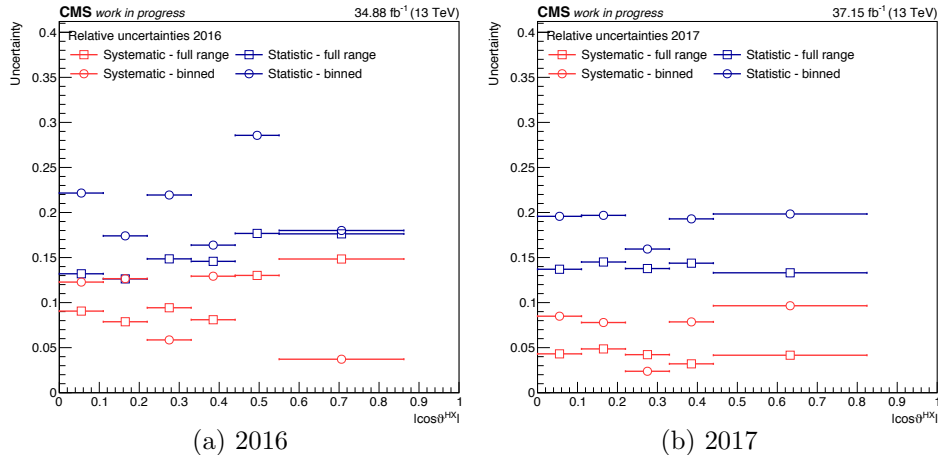 CMS work in progress 34.88 fb⁻¹ (13 TeV)
Uncertainty
Relative uncertainties 2016
Systematic - full range Statistic - full range
Systematic - binned Statistic - binned
0.4
0.35
0.3
0.25
0.2
0.15
0.1
0.05
0
0 0.1 0.2 0.3 0.4 0.5 0.6 0.7 0.8 0.9 1
|cosϑᴴˣ|
(a) 2016
CMS work in progress 37.15 fb⁻¹ (13 TeV)
Uncertainty
Relative uncertainties 2017
Systematic - full range Statistic - full range
Systematic - binned Statistic - binned
0.4
0.35
0.3
0.25
0.2
0.15
0.1
0.05
0
0 0.1 0.2 0.3 0.4 0.5 0.6 0.7 0.8 0.9 1
|cosϑᴴˣ|
(b) 2017